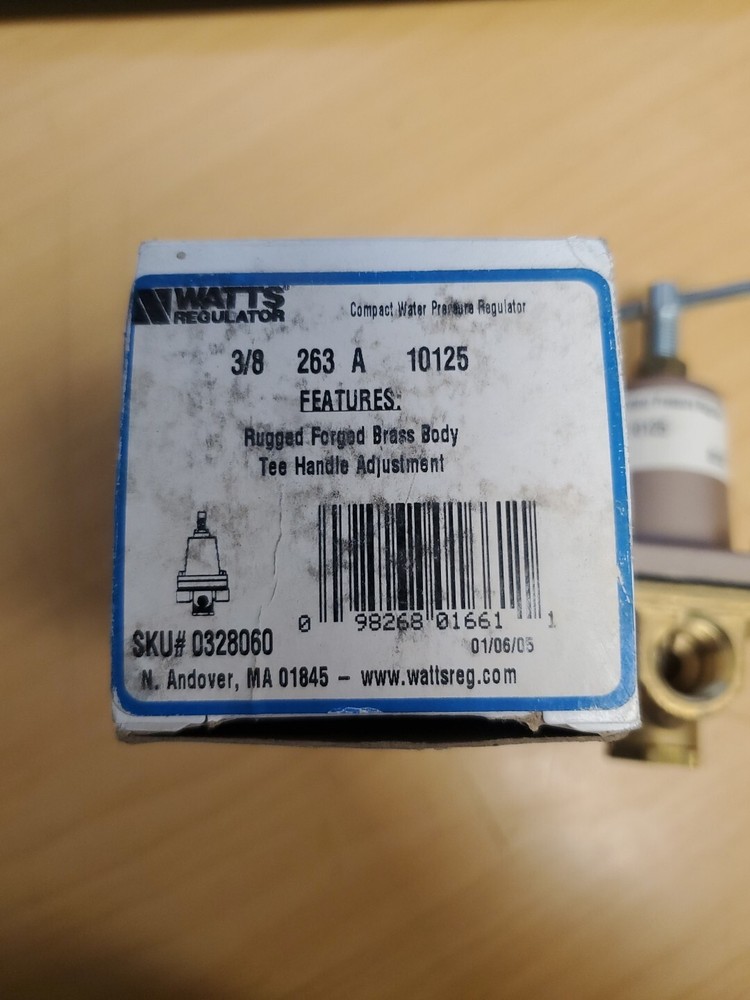 WATTS
REGULATOR
Compact Water Pressure Regulator
3/8 263 A 10125
FEATURES:
Rugged Forged Brass Body
Tee Handle Adjustment
0 98268 01661 1
SKU# 0328060
01/06/05
N. Andover, MA 01845 – www.wattsreg.com